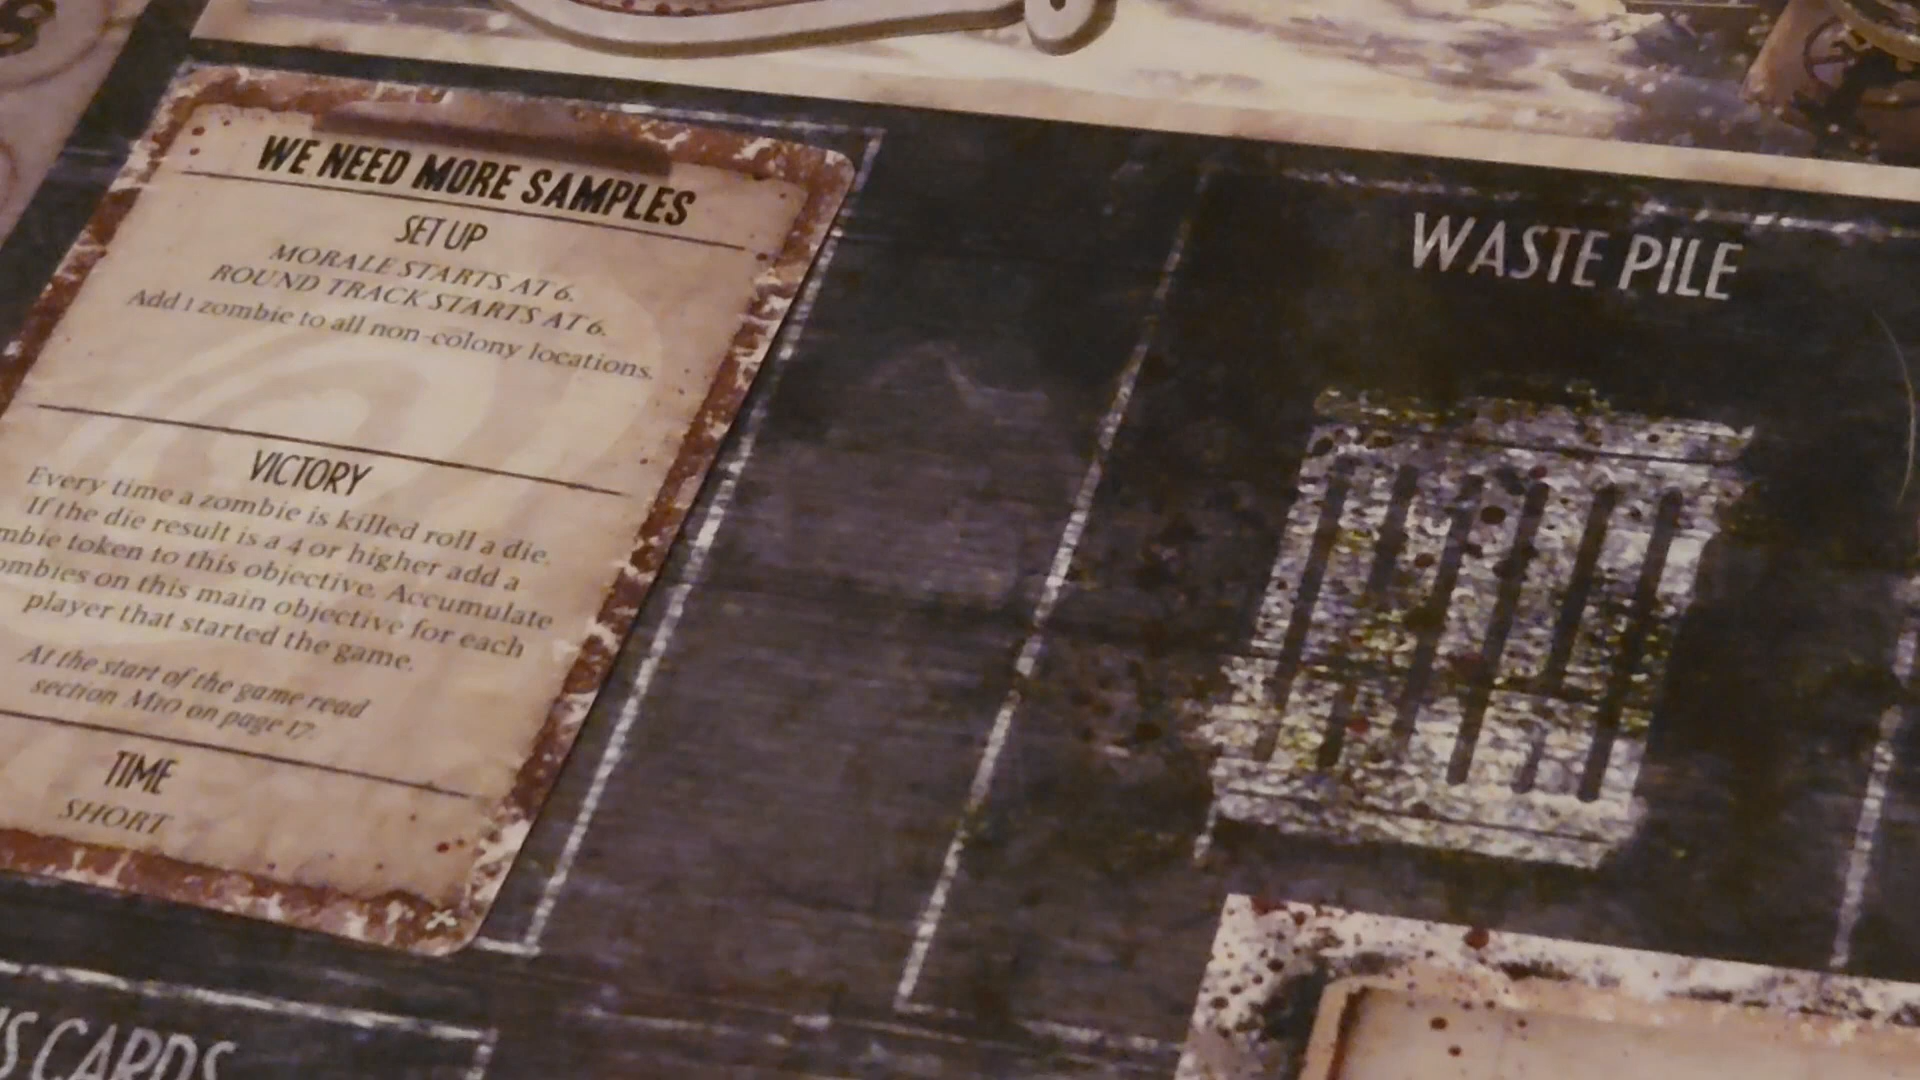 WE NEED MORE SAMPLES
SET UP
MORALE STARTS AT 6.
ROUND TRACK STARTS AT 6.
Add 1 zombie to all non-colony locations.
VICTORY
Every time a zombie is killed roll a die.
If the die result is a 4 or higher add a
token to this objective. Accumulate
on this main objective for each
player that started the game.
At the start of the game read
section M10 on page 17.
TIME
SHORT
WASTE PILE
CARDS